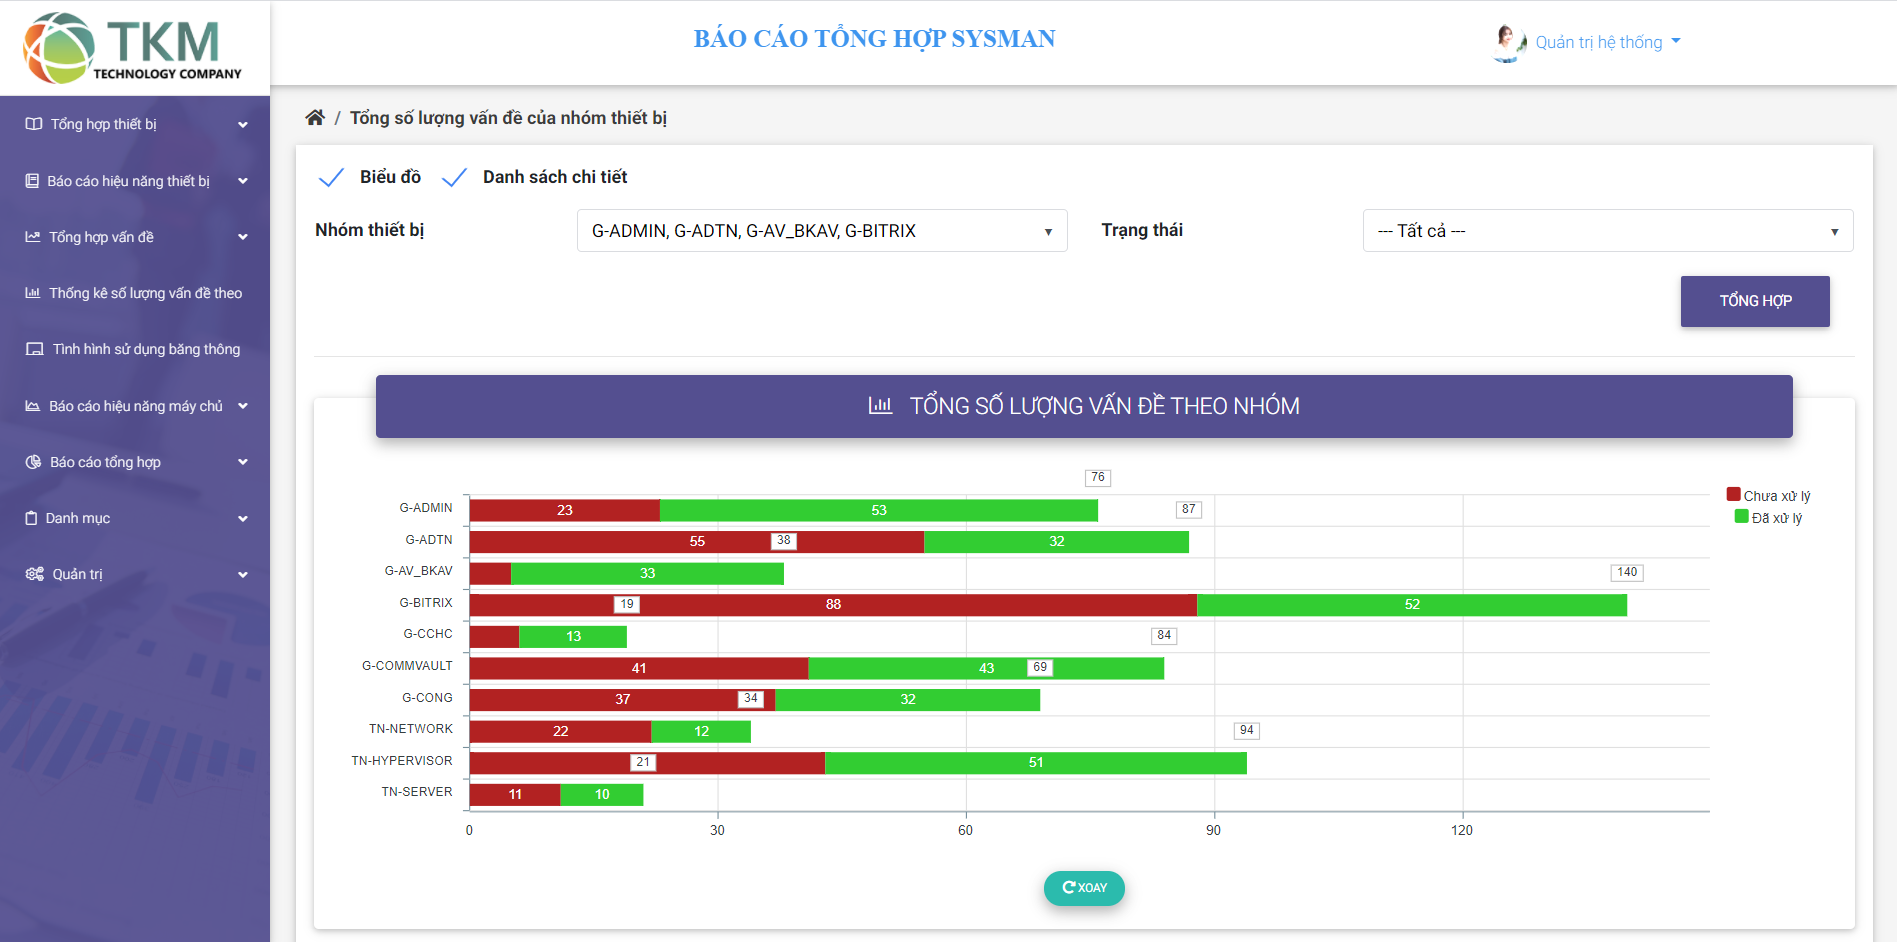 TKM
TECHNOLOGY COMPANY
BÁO CÁO TỔNG HỢP SYSMAN
Quản trị hệ thống
Tổng hợp thiết bị
Báo cáo hiệu năng thiết bị
Tổng hợp vấn đề
Thống kê số lượng vấn đề theo
Tình hình sử dụng băng thông
Báo cáo hiệu năng máy chủ
Báo cáo tổng hợp
Danh mục
Quản trị
/ Tổng số lượng vấn đề của nhóm thiết bị
Biểu đồ Danh sách chi tiết
Nhóm thiết bị G-ADMIN, G-ADTN, G-AV_BKAV, G-BITRIX Trạng thái --- Tất cả ---
TỔNG HỢP
TỔNG SỐ LƯỢNG VẤN ĐỀ THEO NHÓM
76
G-ADMIN 23 53 87
G-ADTN 55 38 32
G-AV_BKAV 33 140
G-BITRIX 19 88 52
G-CCHC 13 84
G-COMMVAULT 41 43 69
G-CONG 37 34 32
TN-NETWORK 22 12 94
TN-HYPERVISOR 21 51
TN-SERVER 11 10
0 30 60 90 120
Chưa xử lý
Đã xử lý
XOAY